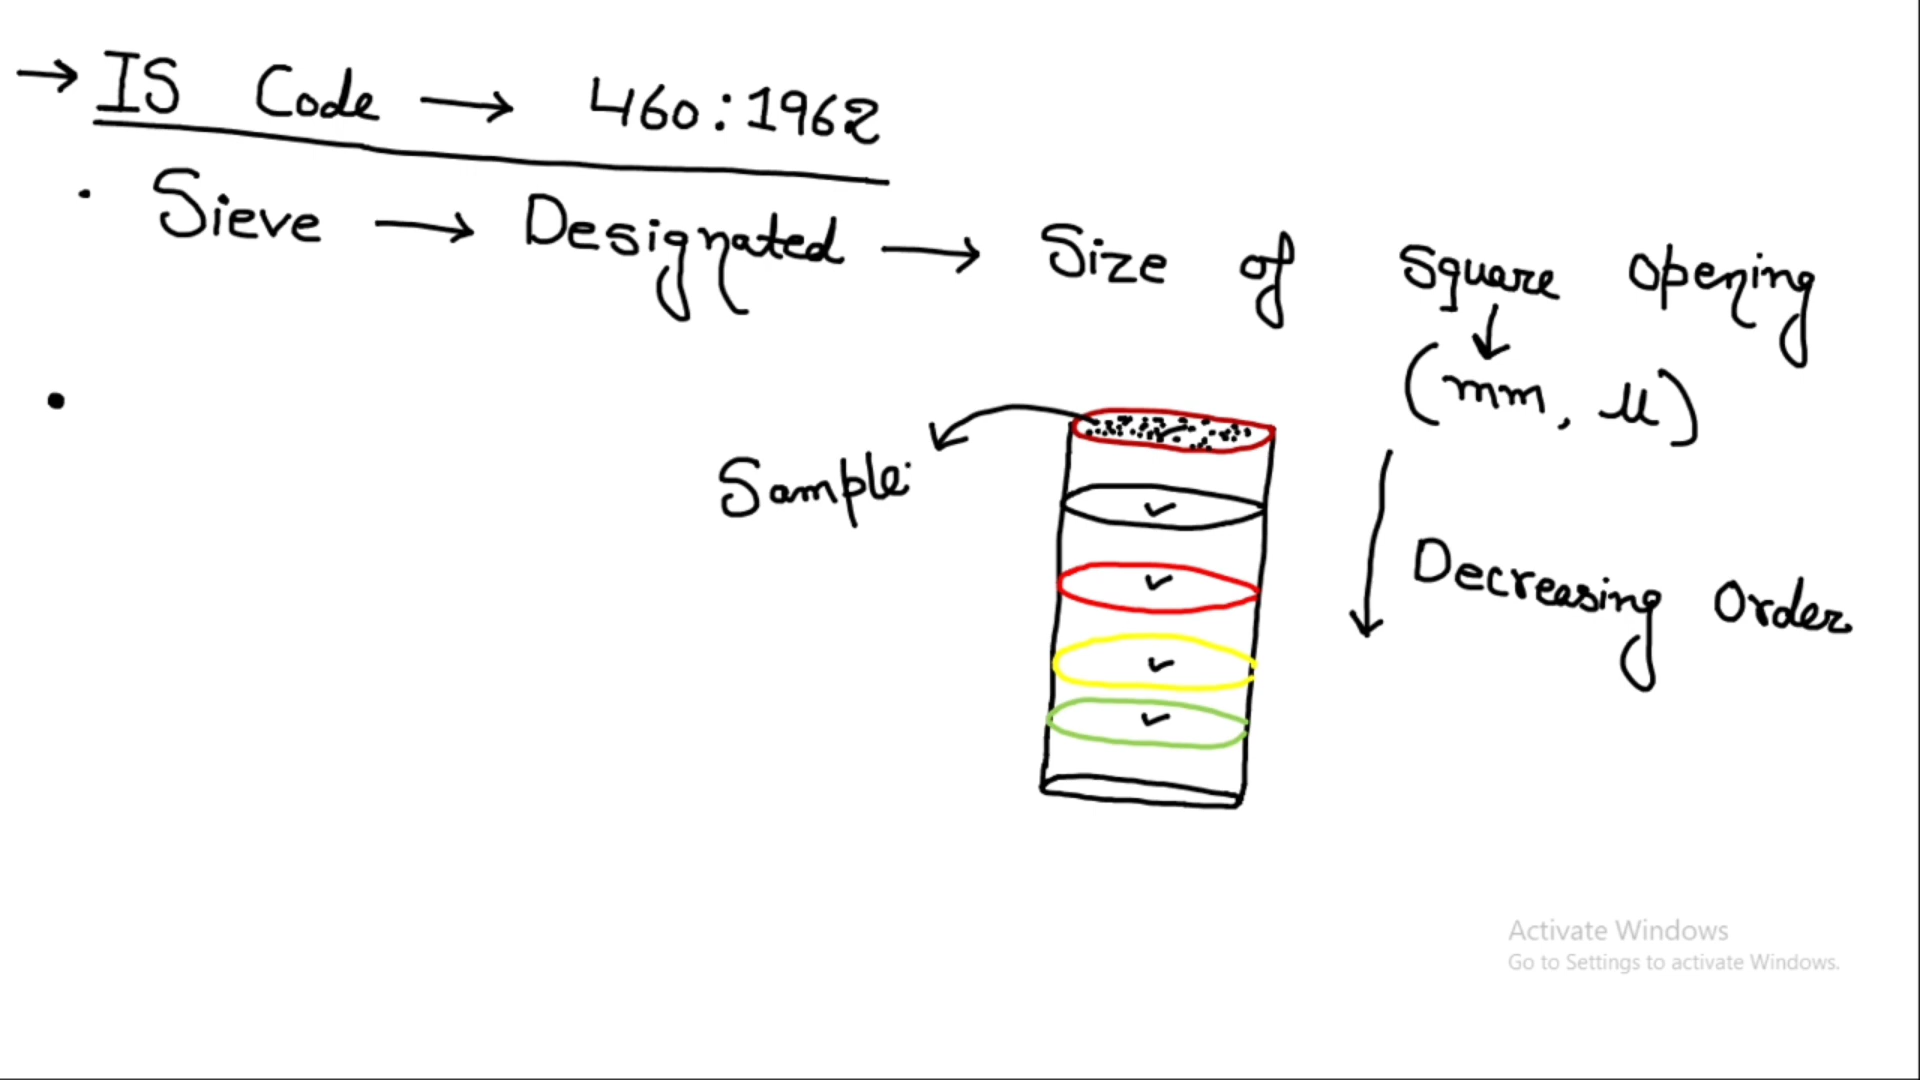 → IS Code → 460:1962
• Sieve → Designated → Size of Square opening
↓
(mm, µ)
•
Sample
Decreasing Order
Activate Windows
Go to Settings to activate Windows.